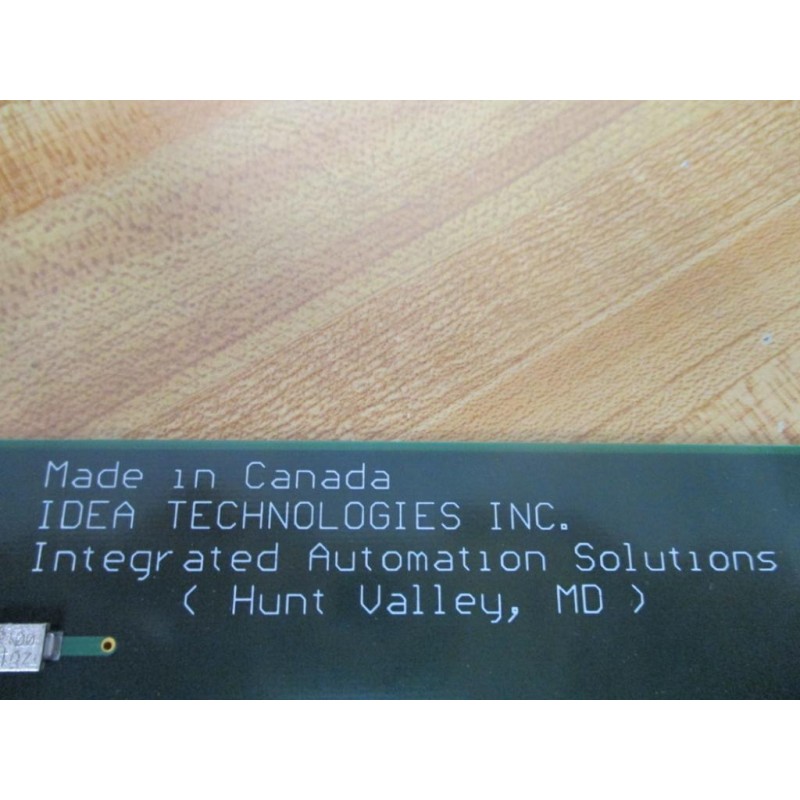 Made in Canada
IDEA TECHNOLOGIES INC.
Integrated Automation Solutions
( Hunt Valley, MD )